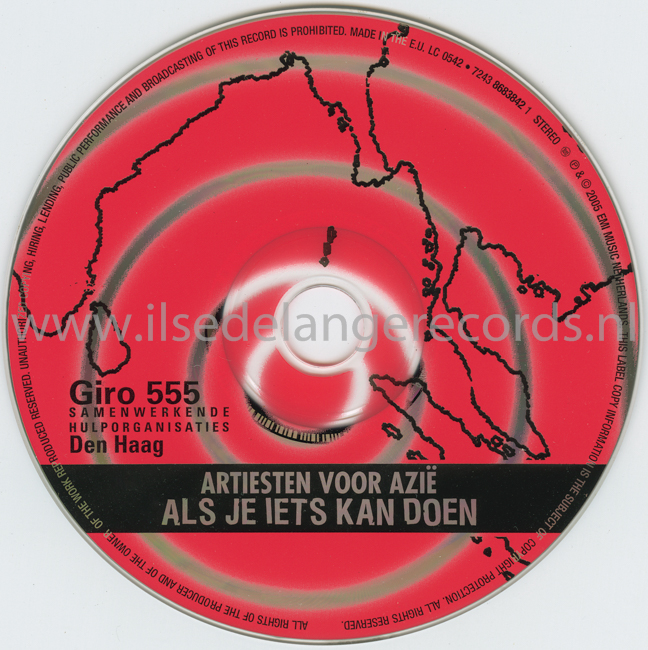 NG, HIRING, LENDING, PUBLIC PERFORMANCE AND BROADCASTING OF THIS RECORD IS PROHIBITED. MADE IN THE E.U. LC 0542 • 7243 8683842 1 STEREO ℗ & © 2005 EMI MUSIC NETHERLANDS. THIS LABEL COPY INFORMATION IS THE SUBJECT OF COPYRIGHT PROTECTION. ALL RIGHTS RESERVED.
ALL RIGHTS OF THE PRODUCER AND OF THE OWNER OF THE WORK REPRODUCED RESERVED. UNAUTHO
www.ilsedelangerecords.nl
Giro 555
SAMENWERKENDE
HULPORGANISATIES
Den Haag
ARTIESTEN VOOR AZIË
ALS JE IETS KAN DOEN